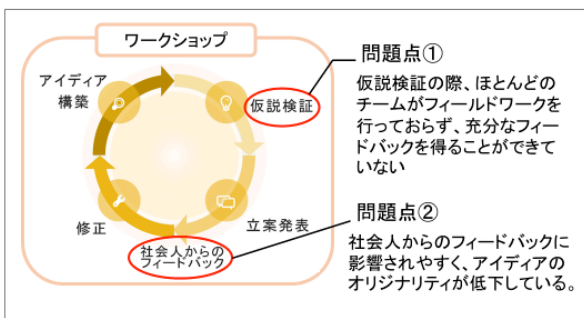 ワークショップ
アイディア
構築
仮説検証
修正
立案発表
社会人からの
フィードバック
問題点①
仮説検証の際、ほとんどの
チームがフィールドワークを
行っておらず、充分なフィー
ドバックを得ることができて
いない
問題点②
社会人からのフィードバックに
影響されやすく、アイディアの
オリジナリティが低下している。